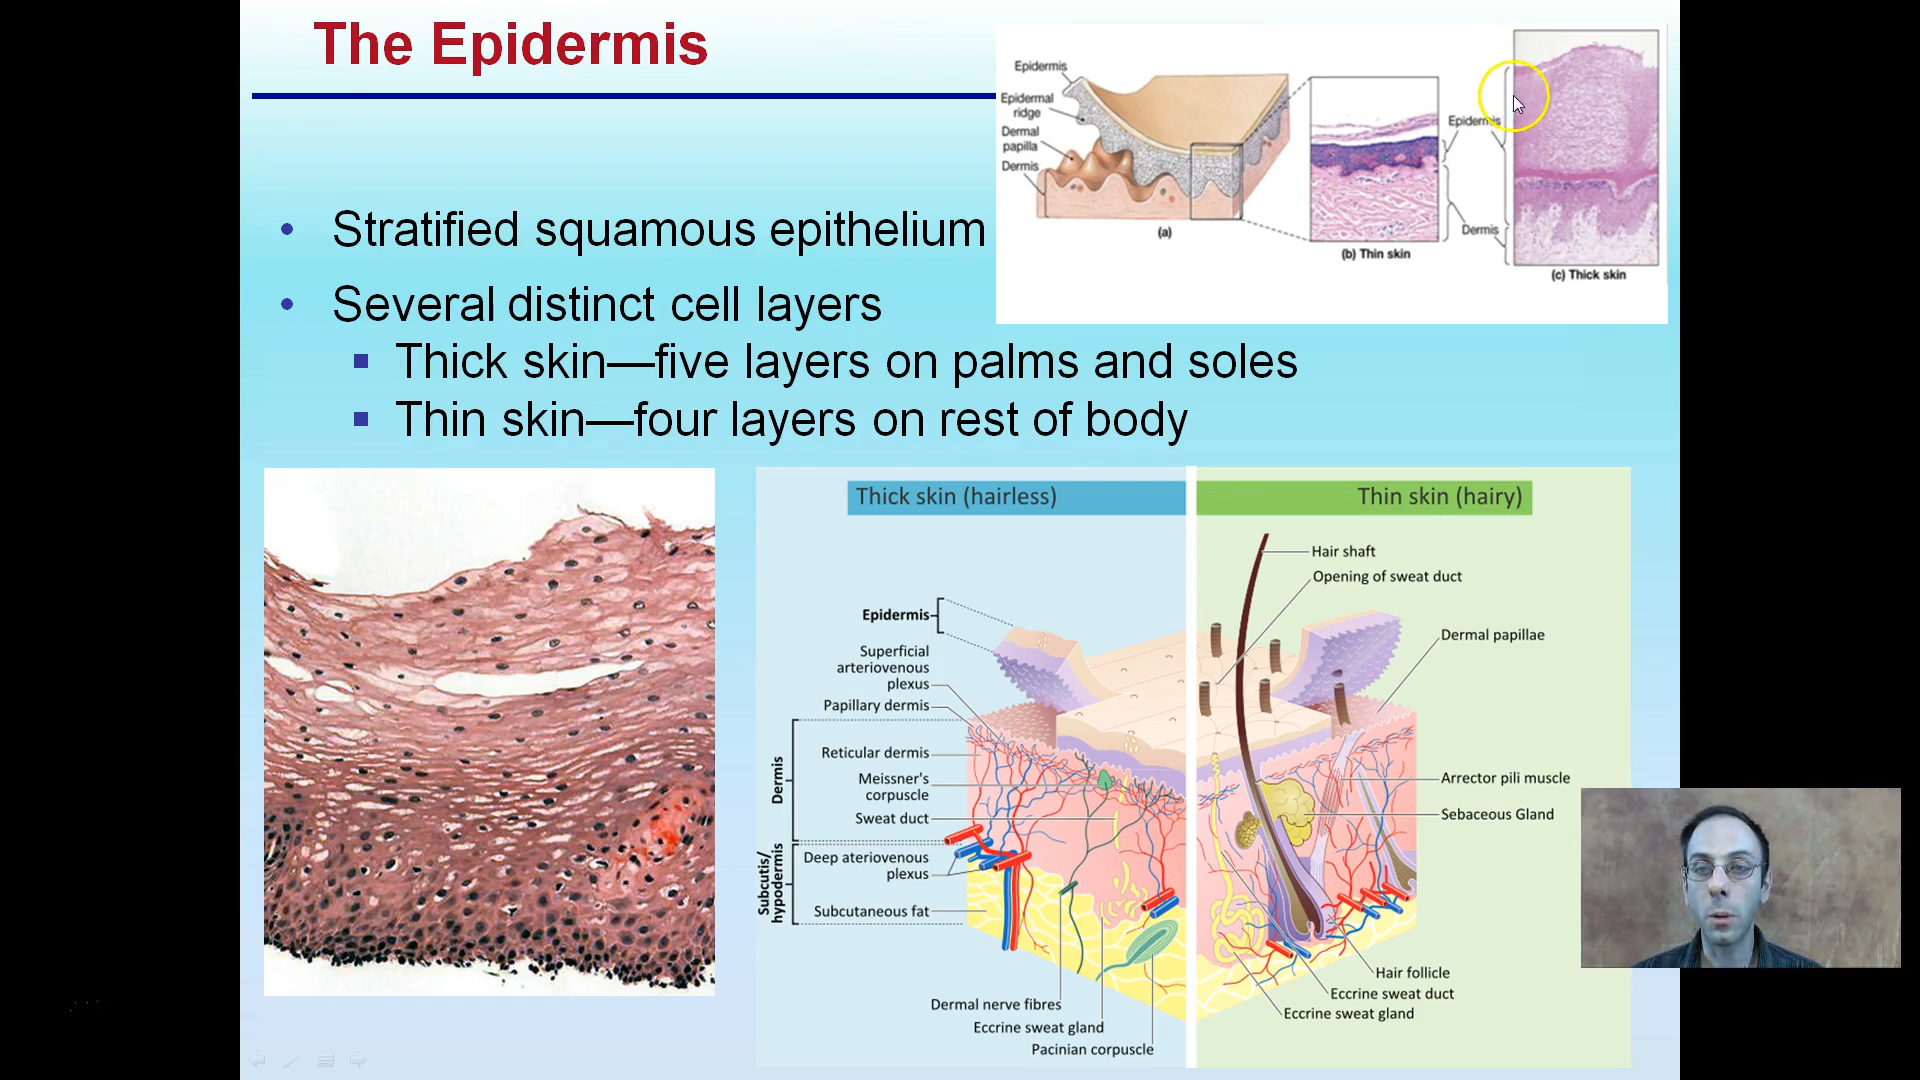 The Epidermis
Epidermis
Epidermal
ridge
Dermal
papilla
Dermis
(a)
(b) Thin skin
Epidermis
Dermis
(c) Thick skin
• Stratified squamous epithelium
• Several distinct cell layers
▪ Thick skin—five layers on palms and soles
▪ Thin skin—four layers on rest of body
Thick skin (hairless)
Epidermis
Superficial
arteriovenous
plexus
Papillary dermis
Dermis
Reticular dermis
Meissner's
corpuscle
Sweat duct
Subcutis/
hypodermis
Deep ateriovenous
plexus
Subcutaneous fat
Dermal nerve fibres
Eccrine sweat gland
Pacinian corpuscle
Thin skin (hairy)
Hair shaft
Opening of sweat duct
Dermal papillae
Arrector pili muscle
Sebaceous Gland
Hair follicle
Eccrine sweat duct
Eccrine sweat gland